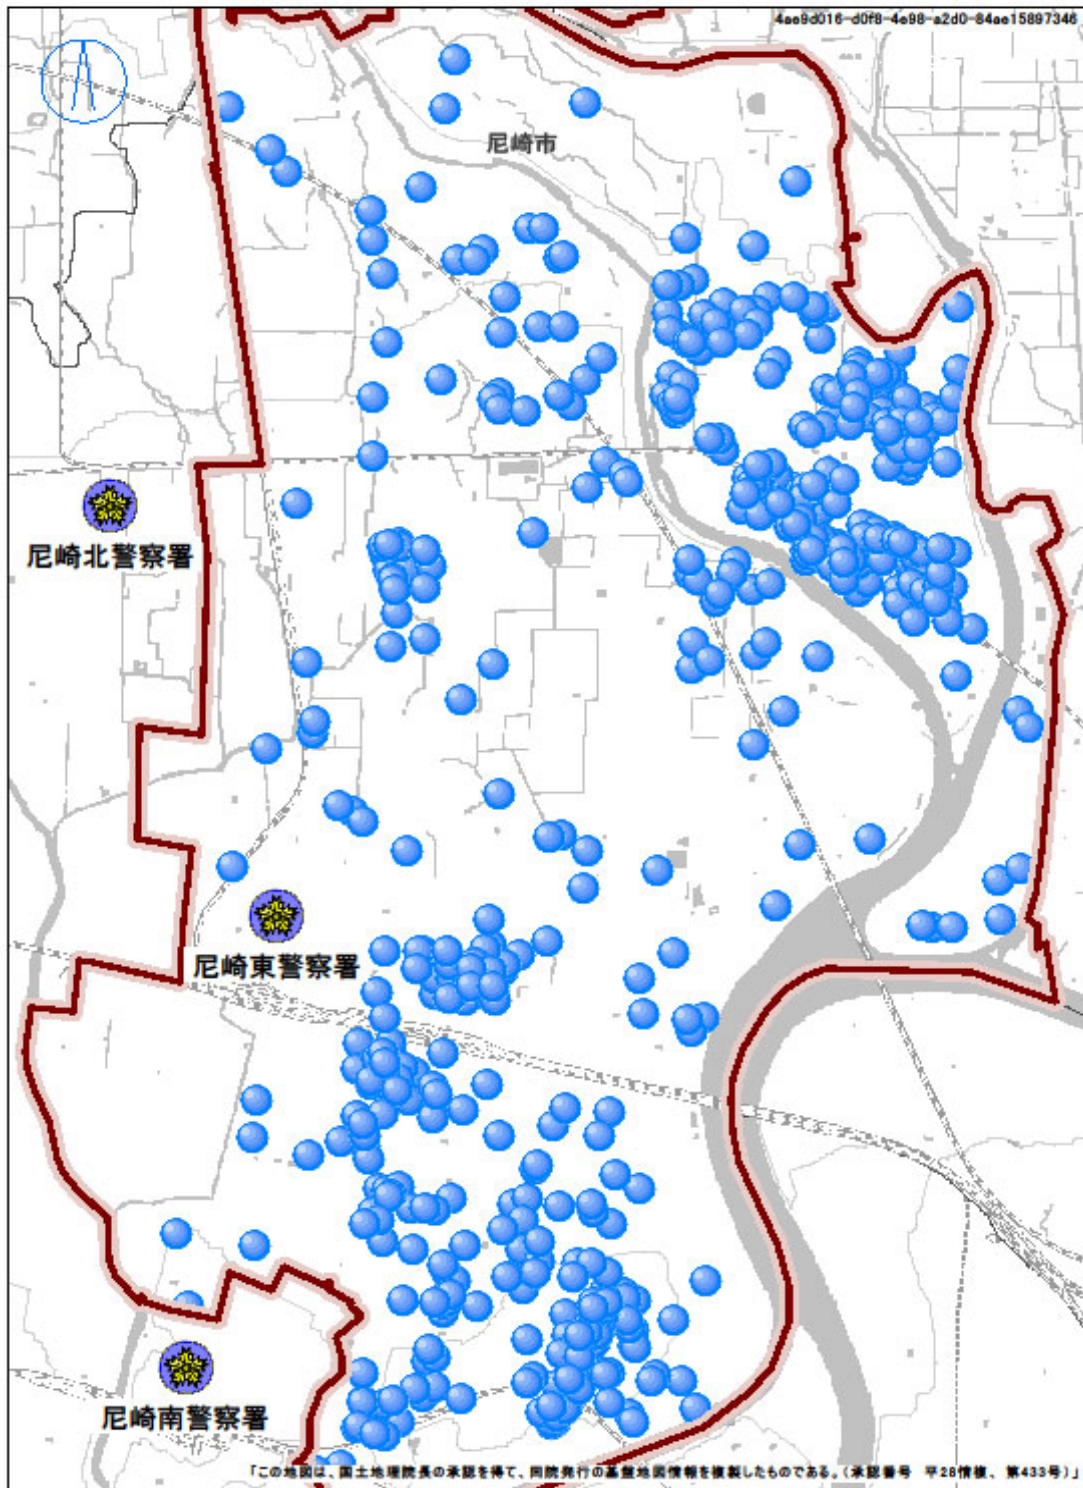 4ae9d016-d0f8-4e98-a2d0-84ae15897346
尼崎市
尼崎北警察署
尼崎東警察署
尼崎南警察署
「この地図は、国土地理院長の承認を得て、同院発行の基盤地図情報を複製したものである。(承認番号 平28情複、第433号)」